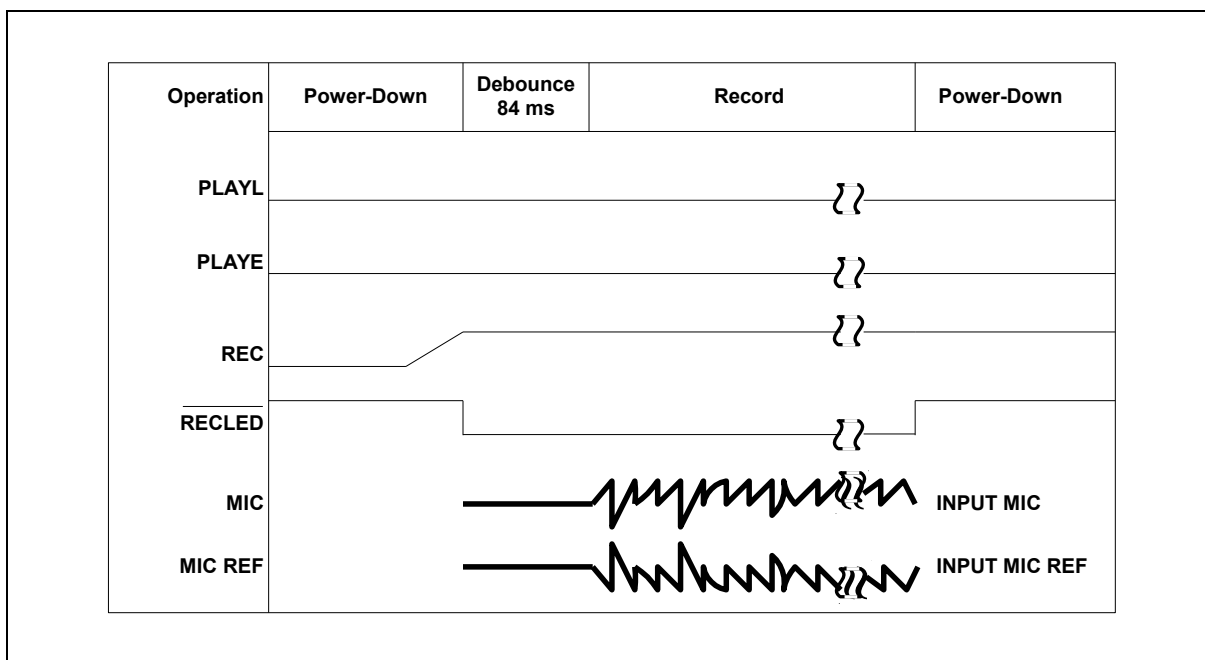 Operation Power-Down Debounce 84 ms Record Power-Down
PLAYL
PLAYE
REC
RECLED
MIC INPUT MIC
MIC REF INPUT MIC REF